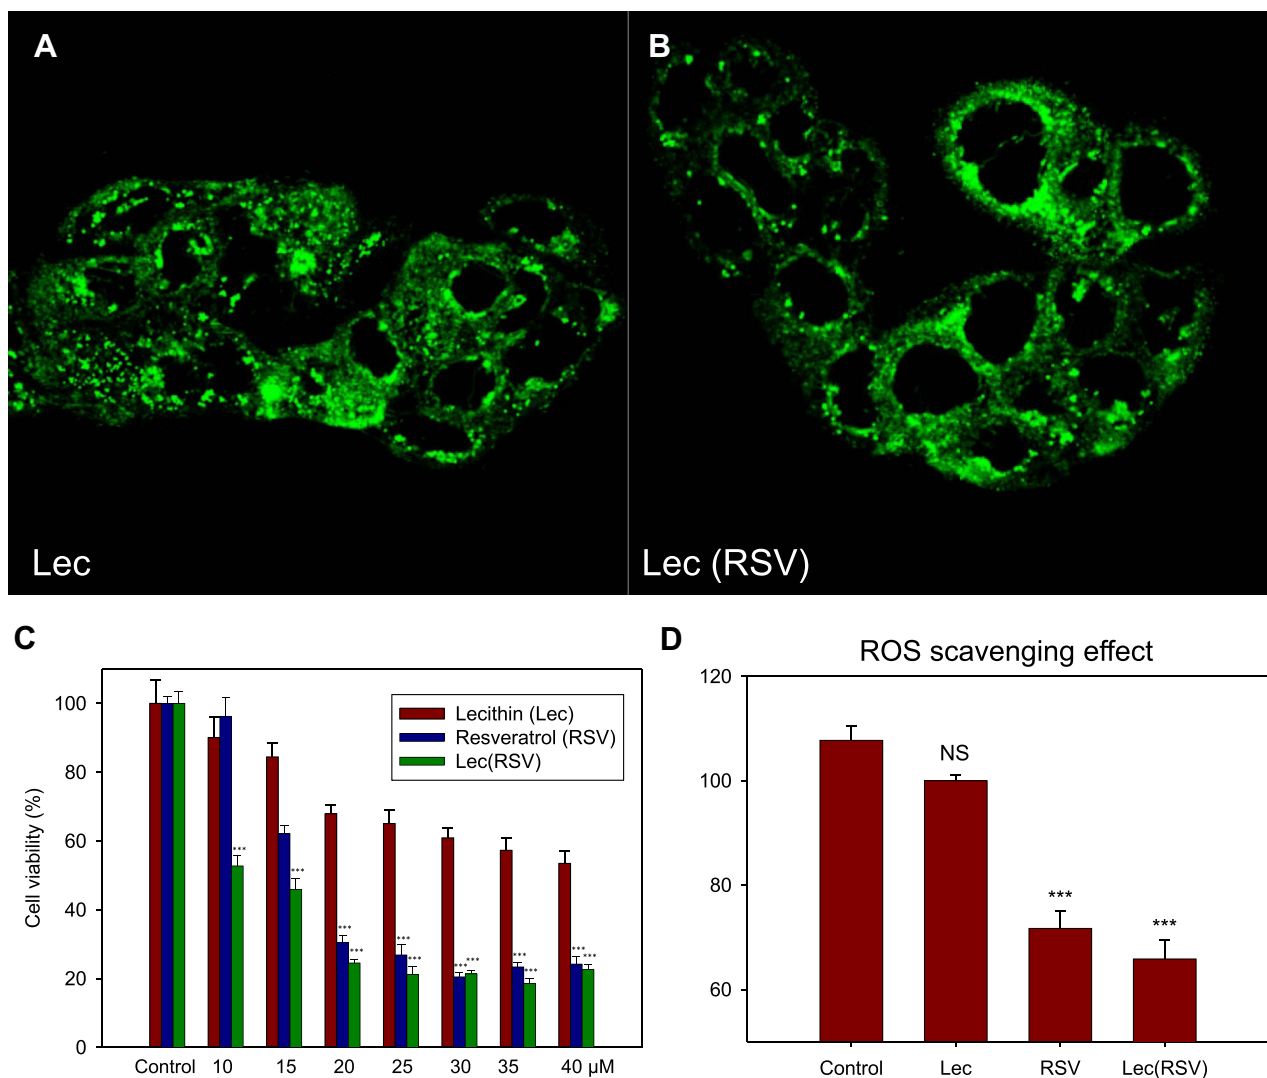 A
B
Lec
Lec (RSV)
C
Cell viability (%)
100
80
60
40
20
0
Lecithin (Lec)
Resveratrol (RSV)
Lec(RSV)
***
***
***
***
***
***
***
***
***
***
***
***
Control 10 15 20 25 30 35 40 µM
D
ROS scavenging effect
120
100
80
60
NS
***
***
Control Lec RSV Lec(RSV)